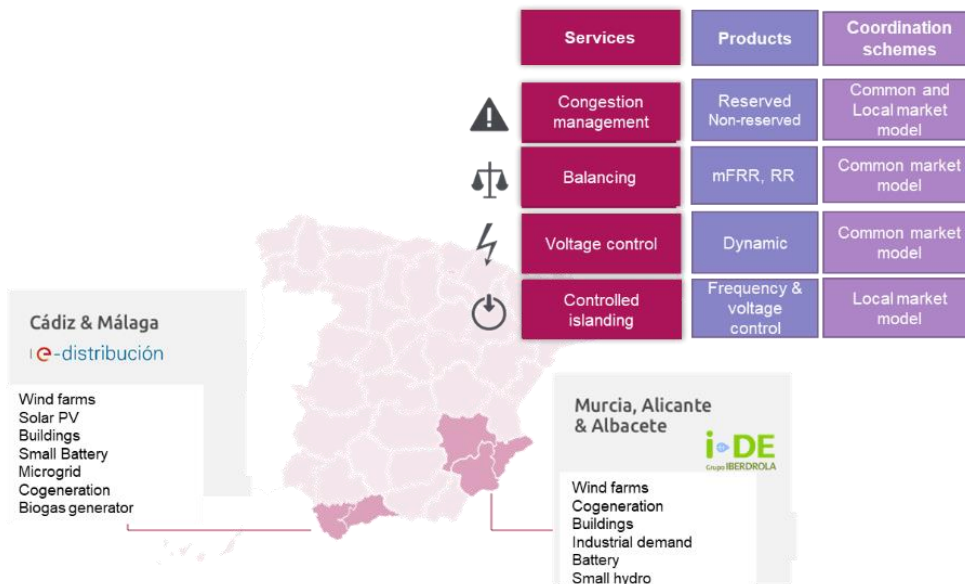 Services
Products
Coordination
schemes
Congestion
management
Reserved
Non-reserved
Common and
Local market
model
Balancing
mFRR, RR
Common market
model
Voltage control
Dynamic
Common market
model
Controlled
islanding
Frequency &
voltage
control
Local market
model
Cádiz & Málaga
e-distribución
Wind farms
Solar PV
Buildings
Small Battery
Microgrid
Cogeneration
Biogas generator
Murcia, Alicante
& Albacete
i-DE
Grupo IBERDROLA
Wind farms
Cogeneration
Buildings
Industrial demand
Battery
Small hydro